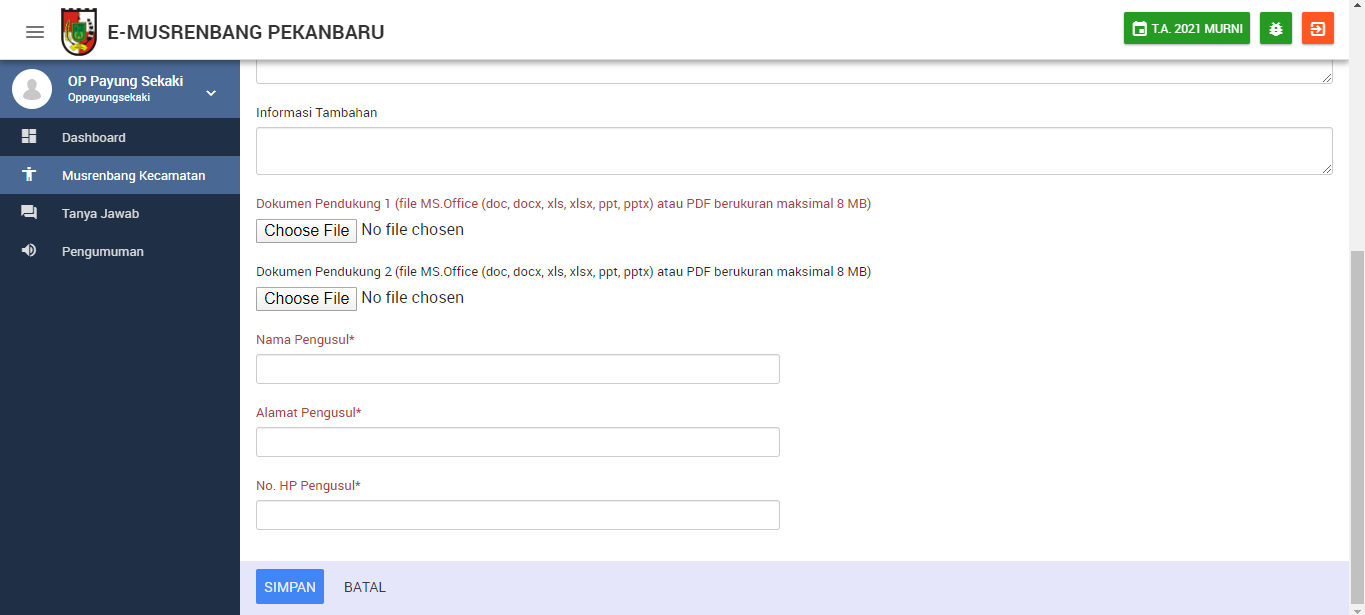 E-MUSRENBANG PEKANBARU
T.A. 2021 MURNI
OP Payung Sekaki
Oppayungsekaki
Dashboard
Musrenbang Kecamatan
Tanya Jawab
Pengumuman
Informasi Tambahan
Dokumen Pendukung 1 (file MS.Office (doc, docx, xls, xlsx, ppt, pptx) atau PDF berukuran maksimal 8 MB)
Choose File No file chosen
Dokumen Pendukung 2 (file MS.Office (doc, docx, xls, xlsx, ppt, pptx) atau PDF berukuran maksimal 8 MB)
Choose File No file chosen
Nama Pengusul*
Alamat Pengusul*
No. HP Pengusul*
SIMPAN BATAL